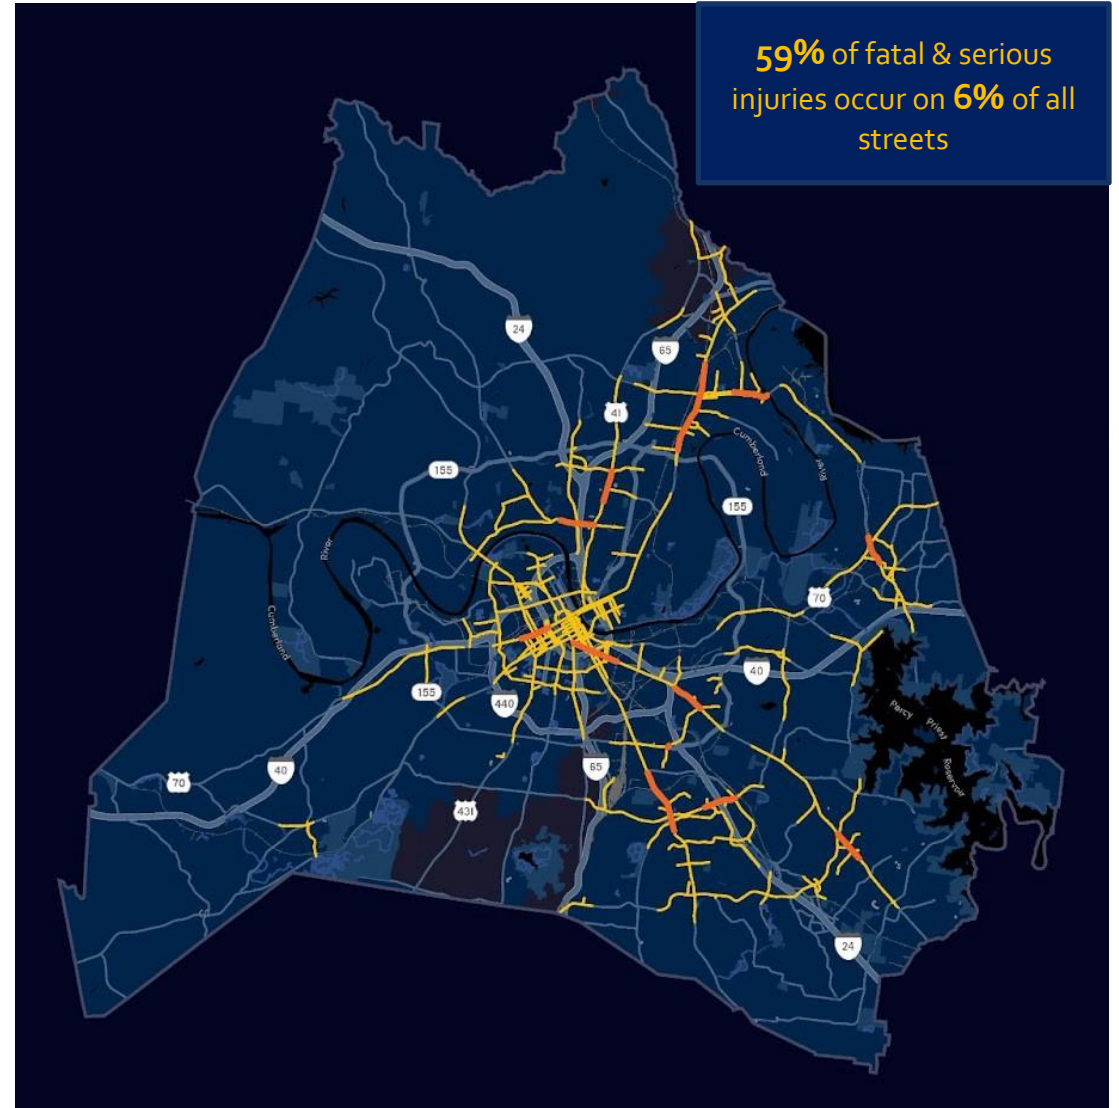 59% of fatal & serious
injuries occur on 6% of all
streets
24
65
41
155
Cumberland
River
155
River
70
Cumberland
40
155
440
Percy
Priest
Reservoir
65
40
70
431
24